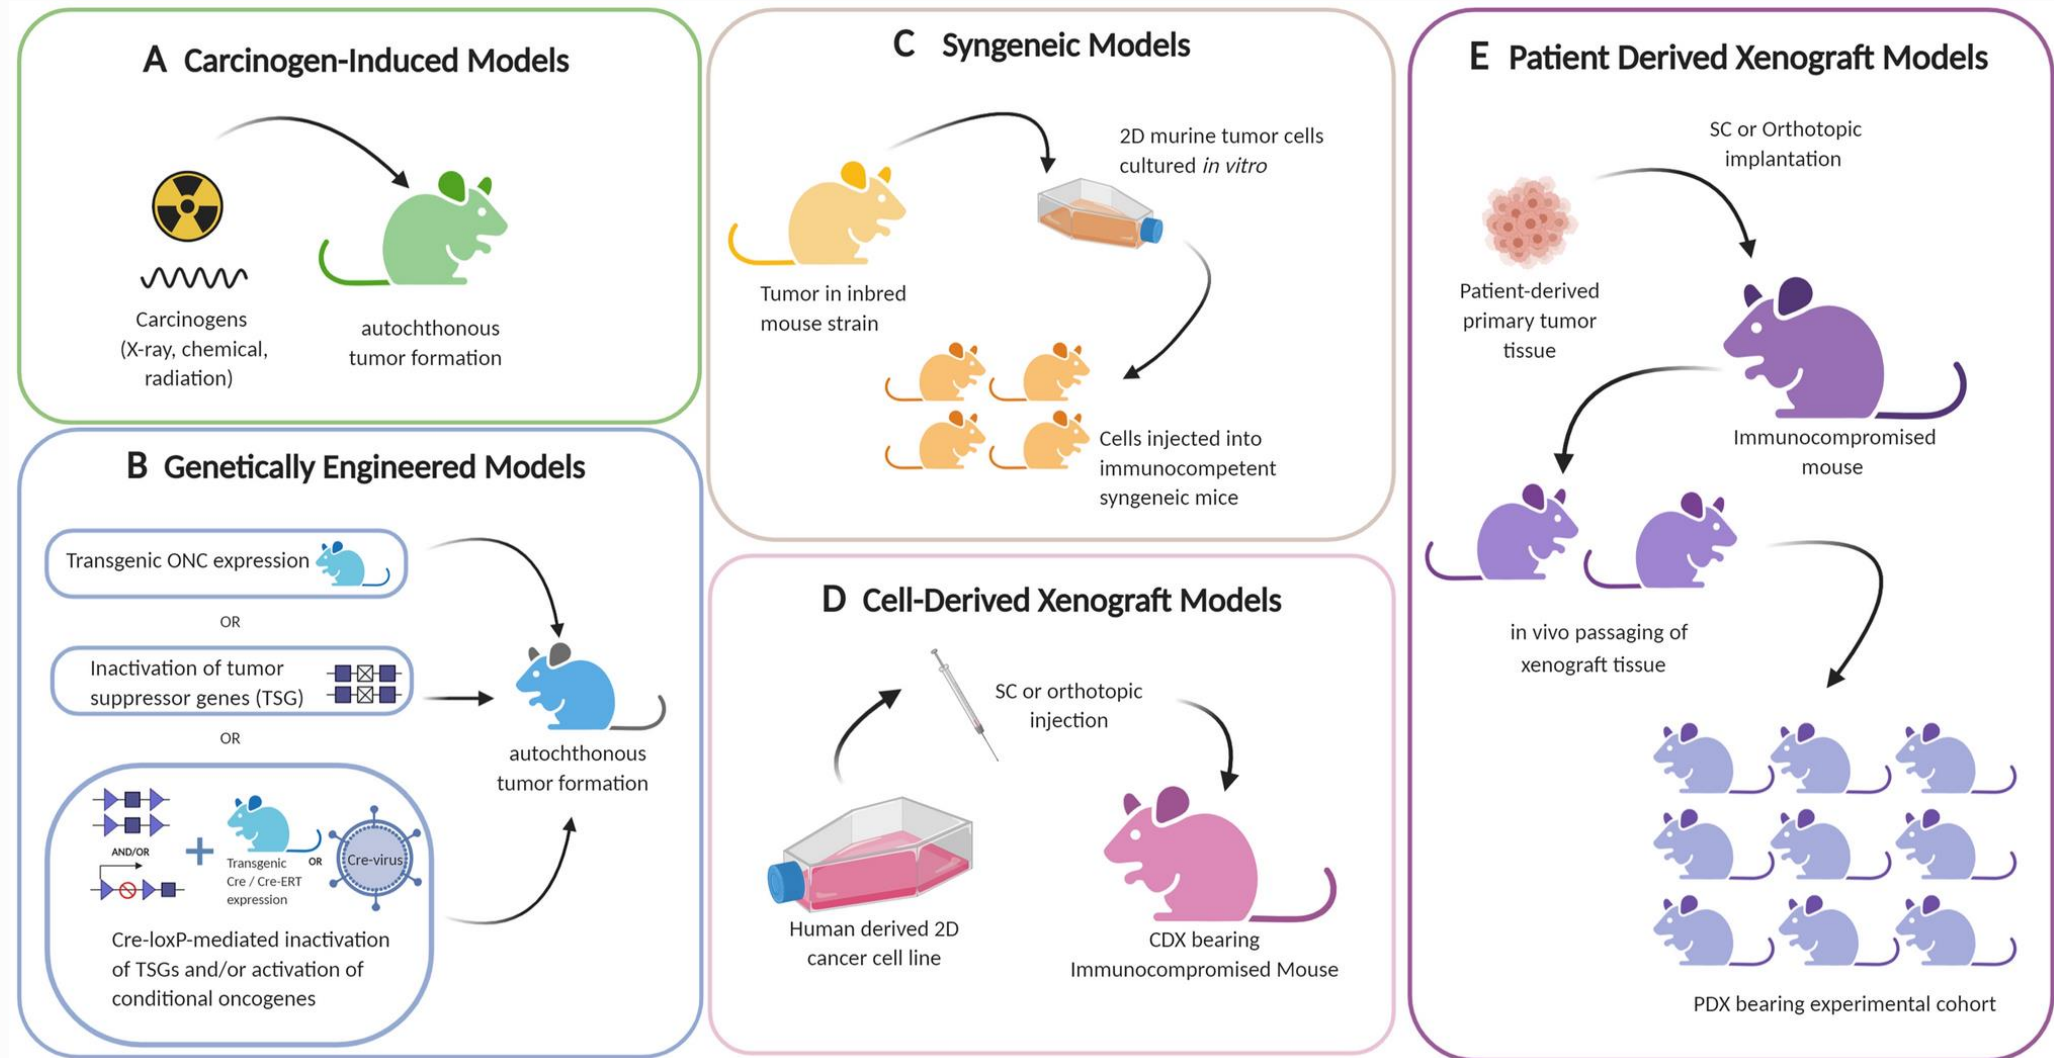 A Carcinogen-Induced Models
Carcinogens
(X-ray, chemical,
radiation)
autochthonous
tumor formation
B Genetically Engineered Models
Transgenic ONC expression
OR
Inactivation of tumor
suppressor genes (TSG)
OR
AND/OR
Transgenic
Cre / Cre-ERT
expression
OR
Cre-virus
Cre-loxP-mediated inactivation
of TSGs and/or activation of
conditional oncogenes
autochthonous
tumor formation
C Syngeneic Models
Tumor in inbred
mouse strain
2D murine tumor cells
cultured in vitro
Cells injected into
immunocompetent
syngeneic mice
D Cell-Derived Xenograft Models
SC or orthotopic
injection
Human derived 2D
cancer cell line
CDX bearing
Immunocompromised Mouse
E Patient Derived Xenograft Models
SC or Orthotopic
implantation
Patient-derived
primary tumor
tissue
Immunocompromised
mouse
in vivo passaging of
xenograft tissue
PDX bearing experimental cohort